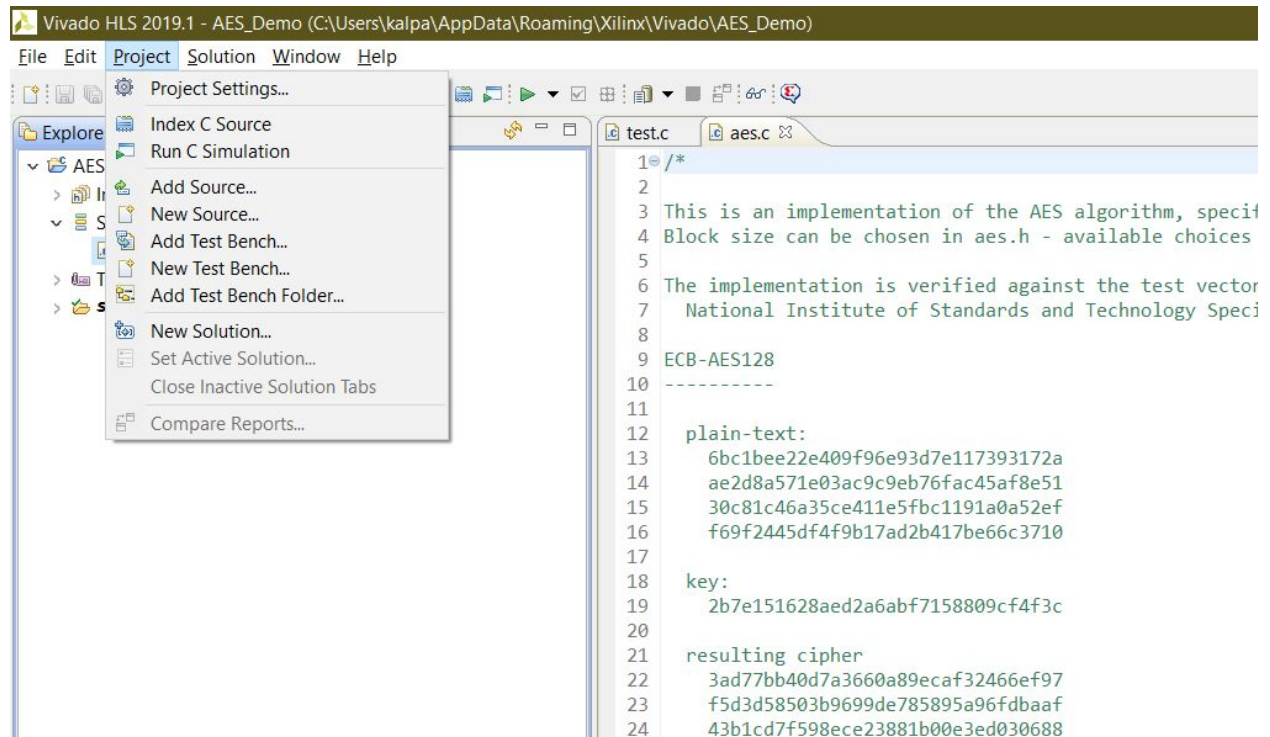 Vivado HLS 2019.1 - AES_Demo (C:\Users\kalpa\AppData\Roaming\Xilinx\Vivado\AES_Demo)
File Edit Project Solution Window Help
Project Settings...
Index C Source
Run C Simulation
Add Source...
New Source...
Add Test Bench...
New Test Bench...
Add Test Bench Folder...
New Solution...
Set Active Solution...
Close Inactive Solution Tabs
Compare Reports...
Explore
AES
In
S
T
s
test.c aes.c
1 /*
2
3 This is an implementation of the AES algorithm, specif
4 Block size can be chosen in aes.h - available choices
5
6 The implementation is verified against the test vector
7 National Institute of Standards and Technology Speci
8
9 ECB-AES128
10 ----------
11
12 plain-text:
13 6bc1bee22e409f96e93d7e117393172a
14 ae2d8a571e03ac9c9eb76fac45af8e51
15 30c81c46a35ce411e5fbc1191a0a52ef
16 f69f2445df4f9b17ad2b417be66c3710
17
18 key:
19 2b7e151628aed2a6abf7158809cf4f3c
20
21 resulting cipher
22 3ad77bb40d7a3660a89ecaf32466ef97
23 f5d3d58503b9699de785895a96fdbaaf
24 43b1cd7f598ece23881b00e3ed030688